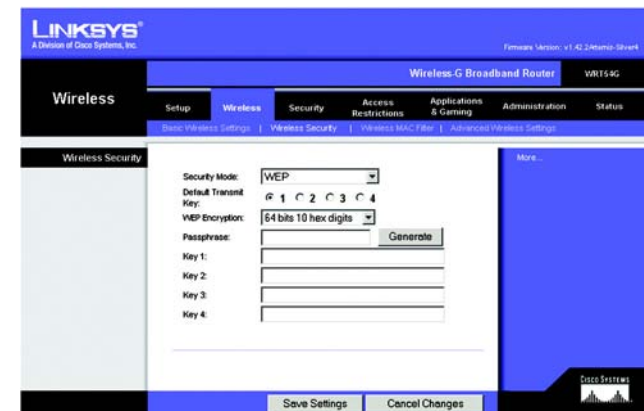 LINKSYS®
A Division of Cisco Systems, Inc.
Firmware Version: v1.42.2
Wireless-G Broadband Router WRT54G
Wireless
Setup Wireless Security Access Restrictions Applications & Gaming Administration Status
Basic Wireless Settings | Wireless Security | Wireless MAC Filter | Advanced Wireless Settings
Wireless Security
More...
Security Mode: WEP
Default Transmit Key: 1 2 3 4
WEP Encryption: 64 bits 10 hex digits
Passphrase: Generate
Key 1:
Key 2:
Key 3:
Key 4:
CISCO SYSTEMS
Save Settings Cancel Changes